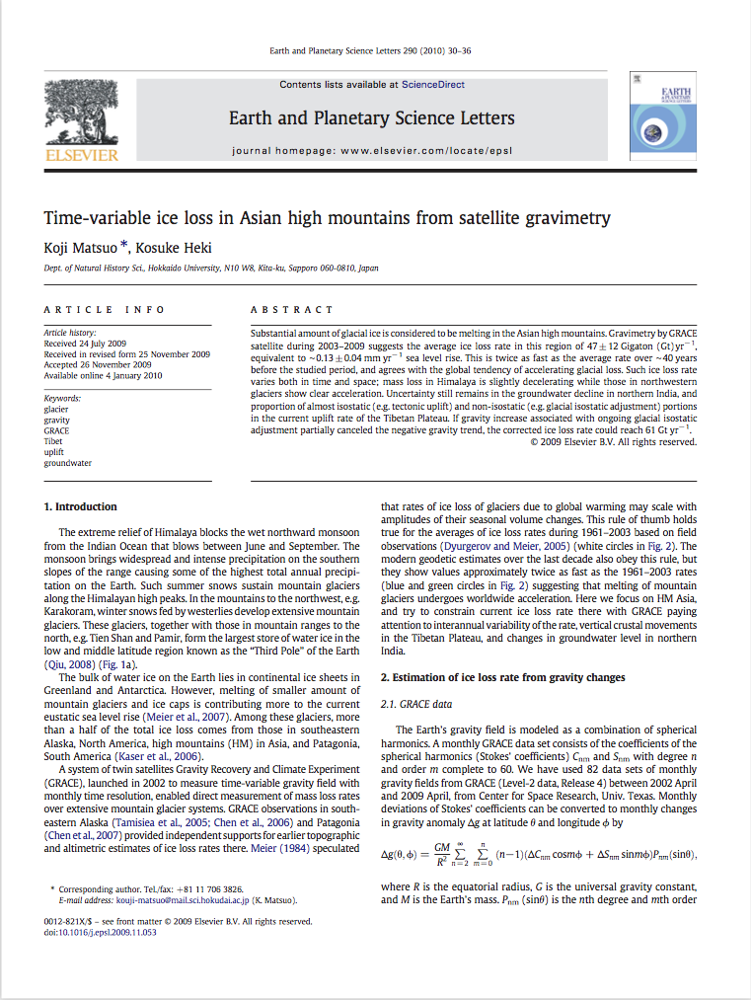 Earth and Planetary Science Letters 290 (2010) 30–36
Contents lists available at ScienceDirect
Earth and Planetary Science Letters
journal homepage: www.elsevier.com/locate/epsl
ELSEVIER
EARTH
& PLANETARY
SCIENCE LETTERS
Time-variable ice loss in Asian high mountains from satellite gravimetry
Koji Matsuo *, Kosuke Heki
Dept. of Natural History Sci., Hokkaido University, N10 W8, Kita-ku, Sapporo 060-0810, Japan
ARTICLE INFO
Article history:
Received 24 July 2009
Received in revised form 25 November 2009
Accepted 26 November 2009
Available online 4 January 2010
Keywords:
glacier
gravity
GRACE
Tibet
uplift
groundwater
ABSTRACT
Substantial amount of glacial ice is considered to be melting in the Asian high mountains. Gravimetry by GRACE
satellite during 2003–2009 suggests the average ice loss rate in this region of 47 ± 12 Gigaton (Gt) yr⁻¹,
equivalent to ~0.13 ± 0.04 mm yr⁻¹ sea level rise. This is twice as fast as the average rate over ~40 years
before the studied period, and agrees with the global tendency of accelerating glacial loss. Such ice loss rate
varies both in time and space; mass loss in Himalaya is slightly decelerating while those in northwestern
glaciers show clear acceleration. Uncertainty still remains in the groundwater decline in northern India, and
proportion of almost isostatic (e.g. tectonic uplift) and non-isostatic (e.g. glacial isostatic adjustment) portions
in the current uplift rate of the Tibetan Plateau. If gravity increase associated with ongoing glacial isostatic
adjustment partially canceled the negative gravity trend, the corrected ice loss rate could reach 61 Gt yr⁻¹.
© 2009 Elsevier B.V. All rights reserved.
1. Introduction
The extreme relief of Himalaya blocks the wet northward monsoon
from the Indian Ocean that blows between June and September. The
monsoon brings widespread and intense precipitation on the southern
slopes of the range causing some of the highest total annual precipi-
tation on the Earth. Such summer snows sustain mountain glaciers
along the Himalayan high peaks. In the mountains to the northwest, e.g.
Karakoram, winter snows fed by westerlies develop extensive mountain
glaciers. These glaciers, together with those in mountain ranges to the
north, e.g. Tien Shan and Pamir, form the largest store of water ice in the
low and middle latitude region known as the “Third Pole” of the Earth
(Qiu, 2008) (Fig. 1a).
The bulk of water ice on the Earth lies in continental ice sheets in
Greenland and Antarctica. However, melting of smaller amount of
mountain glaciers and ice caps is contributing more to the current
eustatic sea level rise (Meier et al., 2007). Among these glaciers, more
than a half of the total ice loss comes from those in southeastern
Alaska, North America, high mountains (HM) in Asia, and Patagonia,
South America (Kaser et al., 2006).
A system of twin satellites Gravity Recovery and Climate Experiment
(GRACE), launched in 2002 to measure time-variable gravity field with
monthly time resolution, enabled direct measurement of mass loss rates
over extensive mountain glacier systems. GRACE observations in south-
eastern Alaska (Tamisiea et al., 2005; Chen et al., 2006) and Patagonia
(Chen et al., 2007) provided independent supports for earlier topographic
and altimetric estimates of ice loss rates there. Meier (1984) speculated
that rates of ice loss of glaciers due to global warming may scale with
amplitudes of their seasonal volume changes. This rule of thumb holds
true for the averages of ice loss rates during 1961–2003 based on field
observations (Dyurgerov and Meier, 2005) (white circles in Fig. 2). The
modern geodetic estimates over the last decade also obey this rule, but
they show values approximately twice as fast as the 1961–2003 rates
(blue and green circles in Fig. 2) suggesting that melting of mountain
glaciers undergoes worldwide acceleration. Here we focus on HM Asia,
and try to constrain current ice loss rate there with GRACE paying
attention to interannual variability of the rate, vertical crustal movements
in the Tibetan Plateau, and changes in groundwater level in northern
India.
2. Estimation of ice loss rate from gravity changes
2.1. GRACE data
The Earth's gravity field is modeled as a combination of spherical
harmonics. A monthly GRACE data set consists of the coefficients of the
spherical harmonics (Stokes' coefficients) Cnm and Snm with degree n
and order m complete to 60. We have used 82 data sets of monthly
gravity fields from GRACE (Level-2 data, Release 4) between 2002 April
and 2009 April, from Center for Space Research, Univ. Texas. Monthly
deviations of Stokes' coefficients can be converted to monthly changes
in gravity anomaly Δg at latitude θ and longitude ϕ by
Δg(θ, ϕ) = GM/R² ∑_{n=2}^{∞} ∑_{m=0}^{n} (n−1)(ΔCnm cosmϕ + ΔSnm sinmϕ)Pnm(sinθ),
where R is the equatorial radius, G is the universal gravity constant,
and M is the Earth's mass. Pnm (sinθ) is the nth degree and mth order
* Corresponding author. Tel./fax: +81 11 706 3826.
E-mail address: kouji-matsuo@mail.sci.hokudai.ac.jp (K. Matsuo).
0012-821X/$ – see front matter © 2009 Elsevier B.V. All rights reserved.
doi:10.1016/j.epsl.2009.11.053